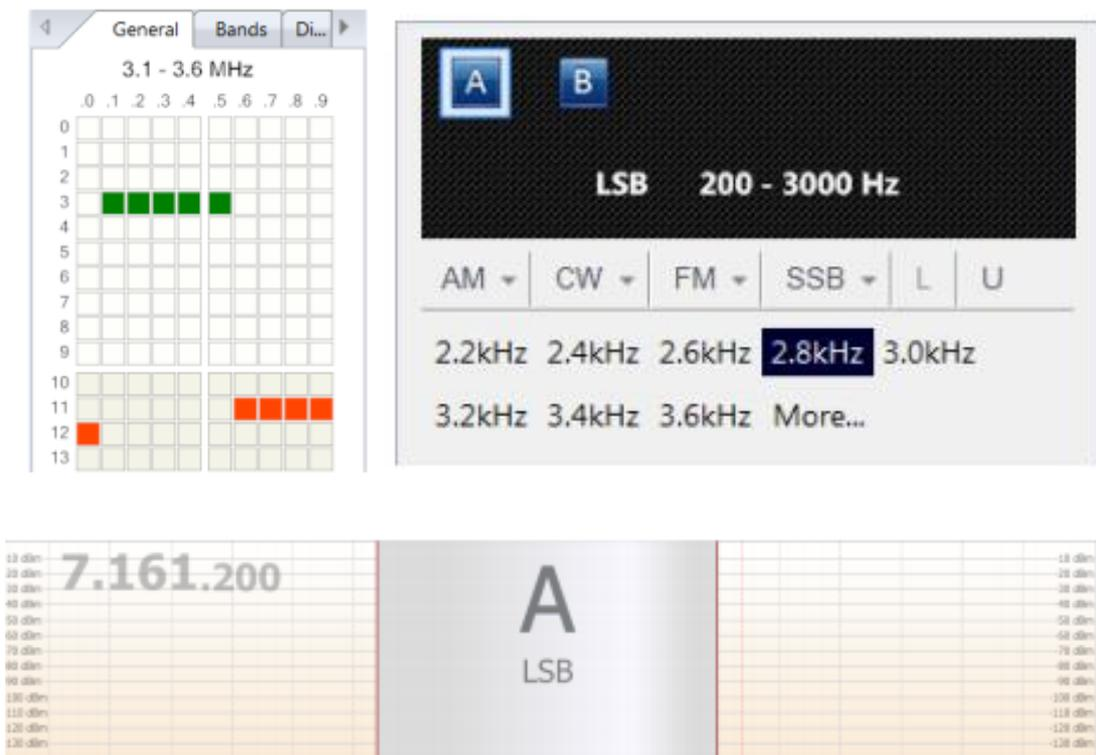 General Bands Di...
3.1 - 3.6 MHz
.0 .1 .2 .3 .4 .5 .6 .7 .8 .9
0
1
2
3
4
5
6
7
8
9
10
11
12
13
A B
LSB 200 - 3000 Hz
AM CW FM SSB L U
2.2kHz 2.4kHz 2.6kHz 2.8kHz 3.0kHz
3.2kHz 3.4kHz 3.6kHz More...
7.161.200
A
LSB